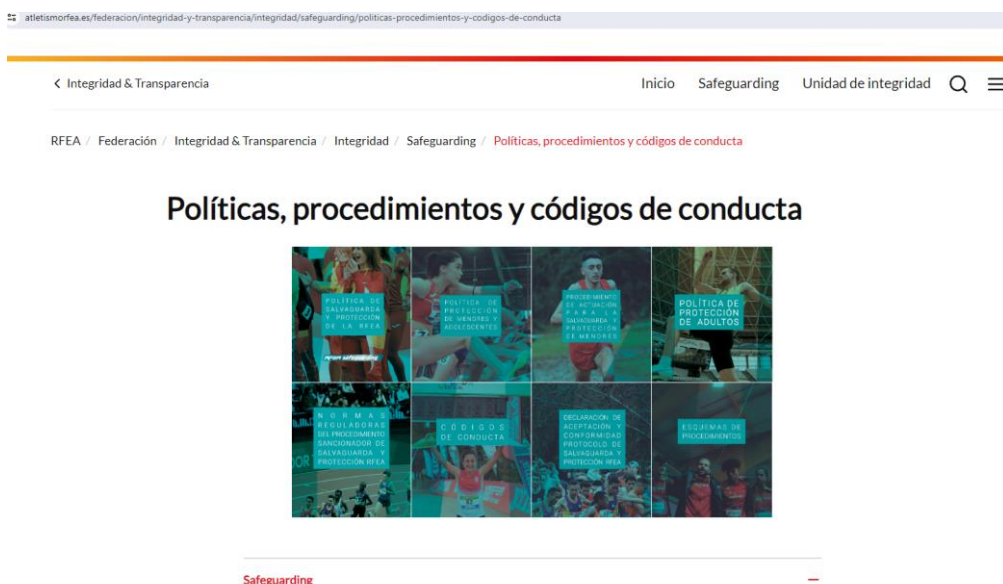 atletismorfea.es/federacion/integridad-y-transparencia/integridad/safeguarding/politicas-procedimientos-y-codigos-de-conducta
Integridad & Transparencia
Inicio Safeguarding Unidad de integridad
RFEA / Federación / Integridad & Transparencia / Integridad / Safeguarding / Políticas, procedimientos y códigos de conducta
Políticas, procedimientos y códigos de conducta
POLÍTICA DE
SALVAGUARDA
Y PROTECCIÓN
DE LA RFEA
POLÍTICA DE
PROTECCIÓN
DE MENORES Y
ADOLESCENTES
PROCEDIMIENTO
DE ACTUACIÓN
PARA LA
SALVAGUARDA Y
PROTECCIÓN
DE MENORES
POLÍTICA DE
PROTECCIÓN
DE ADULTOS
NORMAS
REGULADORAS
DEL PROCEDIMIENTO
SANCIONADOR DE
SALVAGUARDA Y
PROTECCIÓN RFEA
CÓDIGOS
DE CONDUCTA
DECLARACIÓN DE
ACEPTACIÓN Y
CONFORMIDAD
PROTOCOLO DE
SALVAGUARDA Y
PROTECCIÓN RFEA
ESQUEMAS DE
PROCEDIMIENTOS
Safeguarding